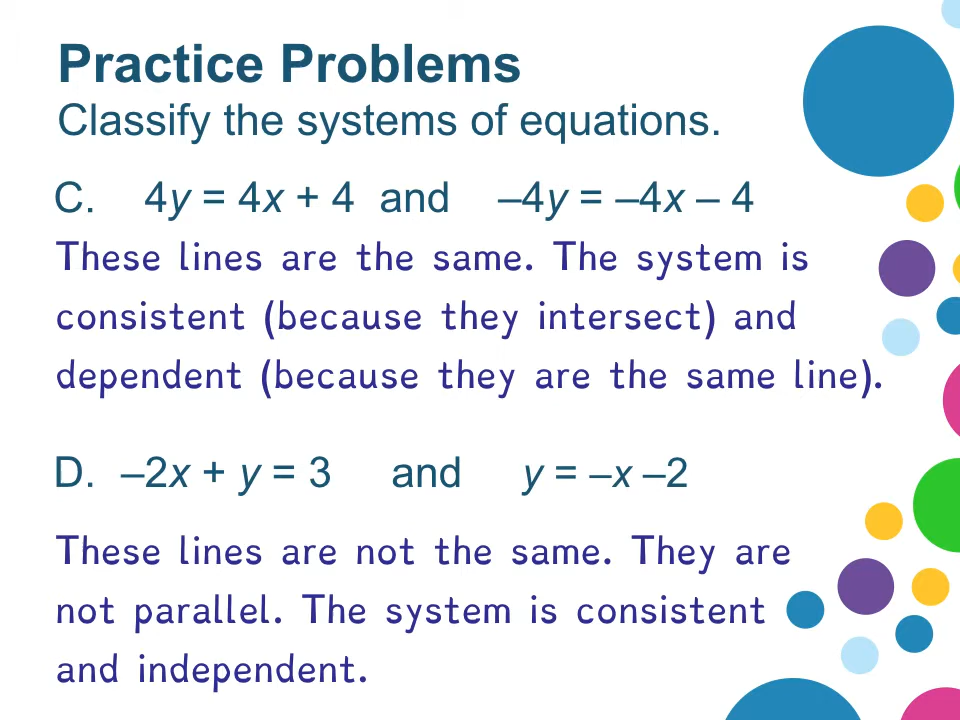 Practice Problems
Classify the systems of equations.
C. 4y = 4x + 4 and –4y = –4x – 4
These lines are the same. The system is
consistent (because they intersect) and
dependent (because they are the same line).
D. –2x + y = 3 and y = –x –2
These lines are not the same. They are
not parallel. The system is consistent
and independent.